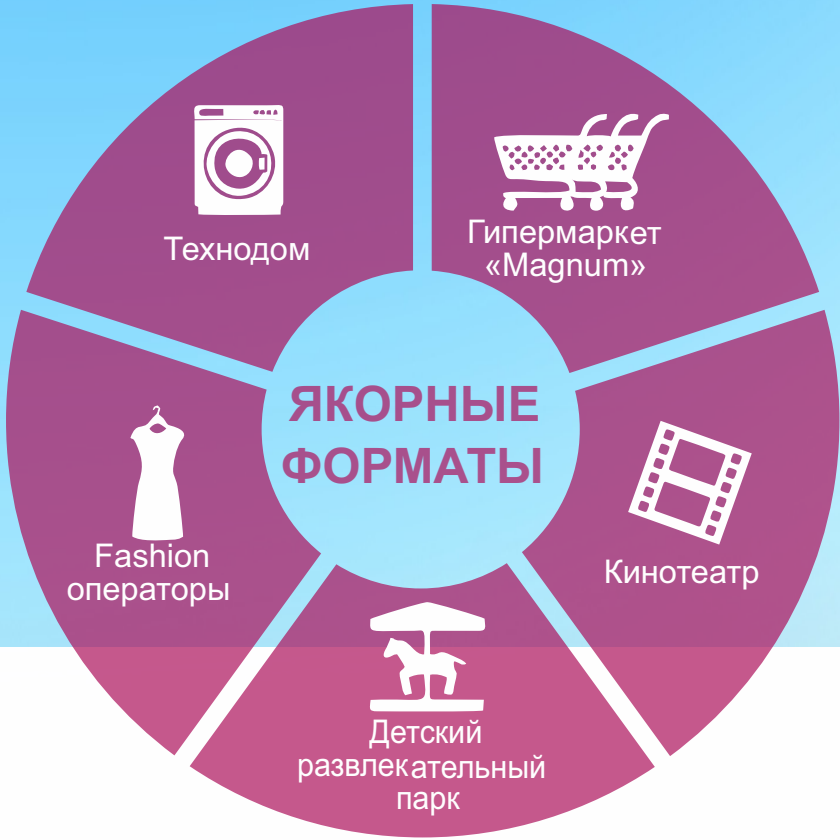 Технодом
Гипермаркет
«Magnum»
ЯКОРНЫЕ
ФОРМАТЫ
Fashion
операторы
Кинотеатр
Детский
развлекательный
парк